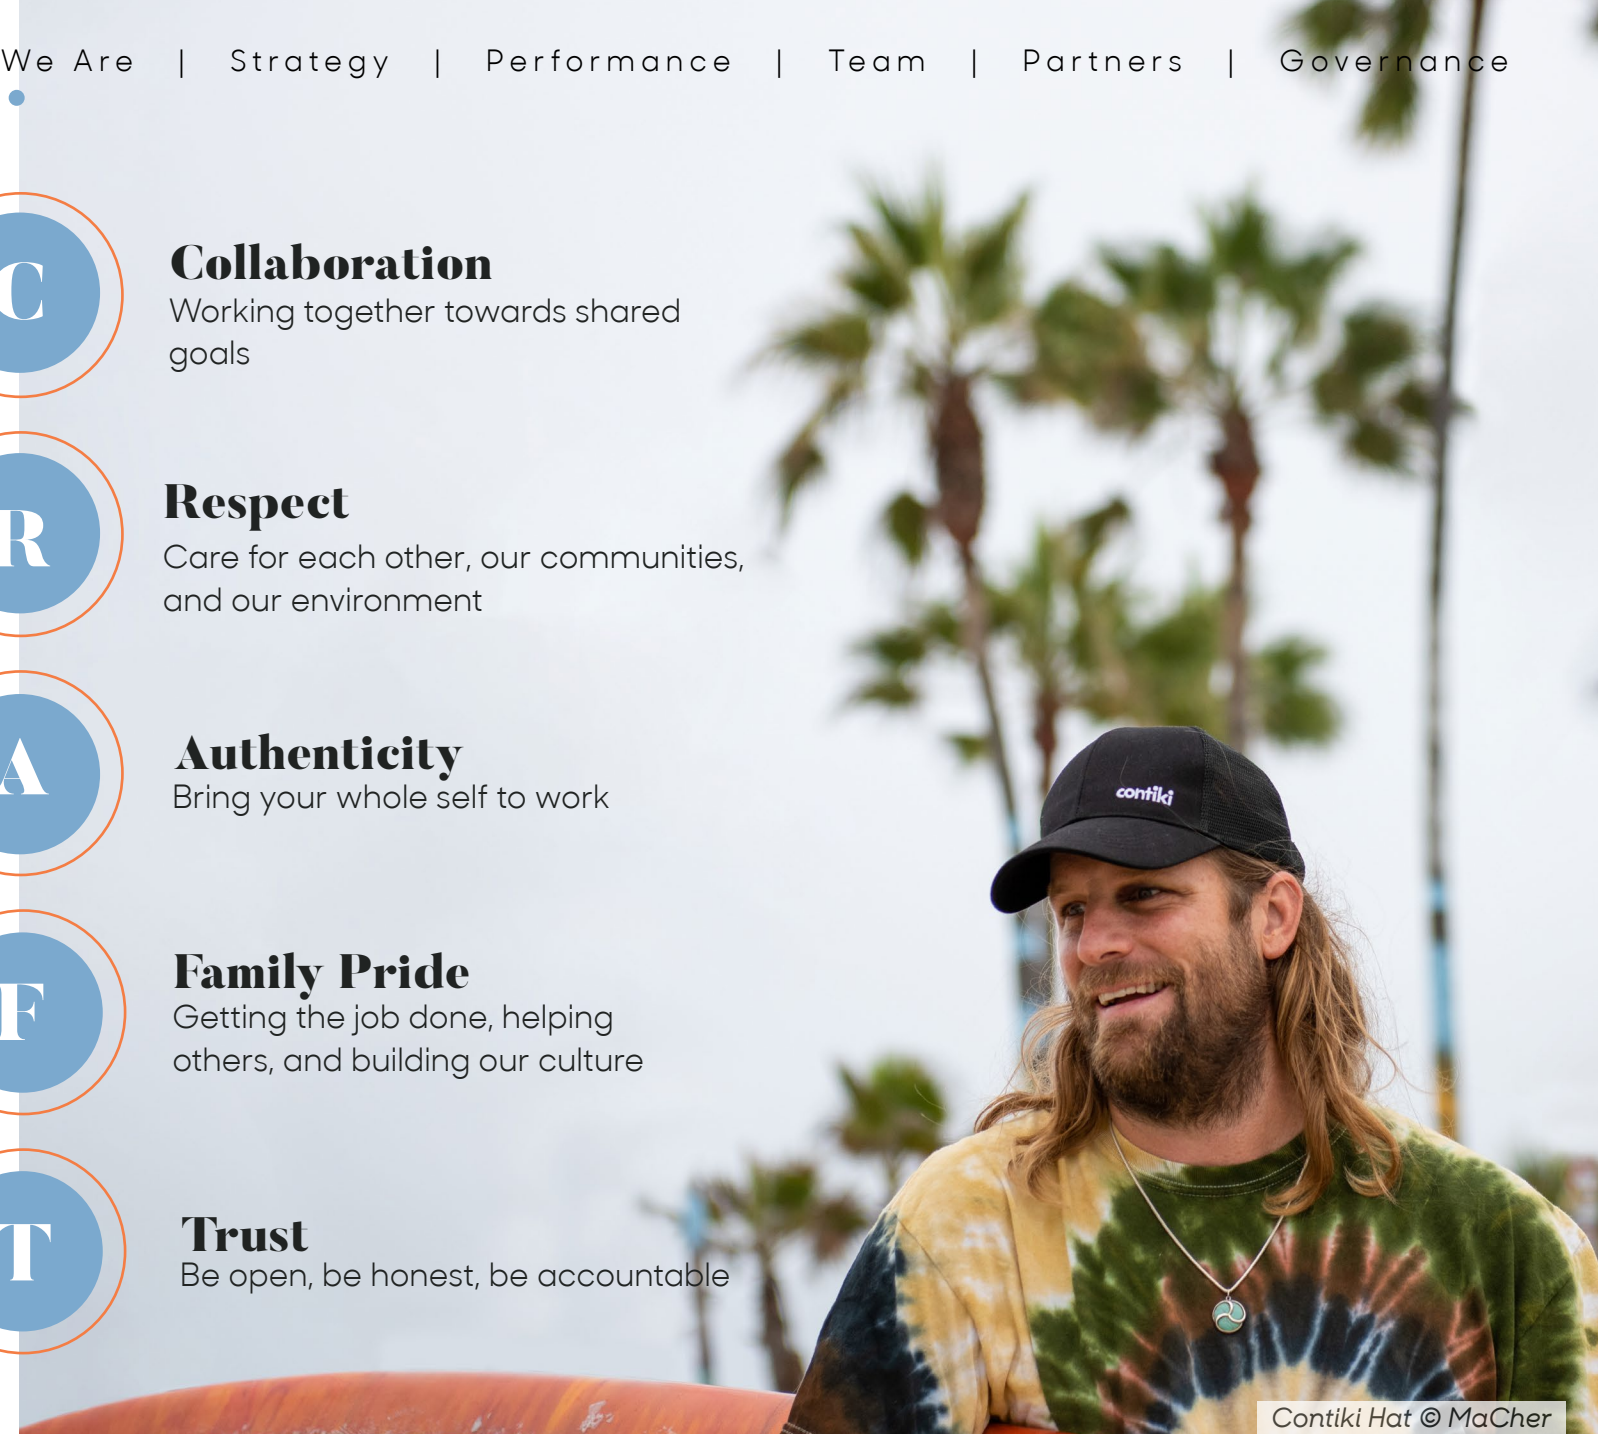 We Are | Strategy | Performance | Team | Partners | Governance
C
Collaboration
Working together towards shared
goals
R
Respect
Care for each other, our communities,
and our environment
A
Authenticity
Bring your whole self to work
F
Family Pride
Getting the job done, helping
others, and building our culture
T
Trust
Be open, be honest, be accountable
contiki
Contiki Hat © MaCher